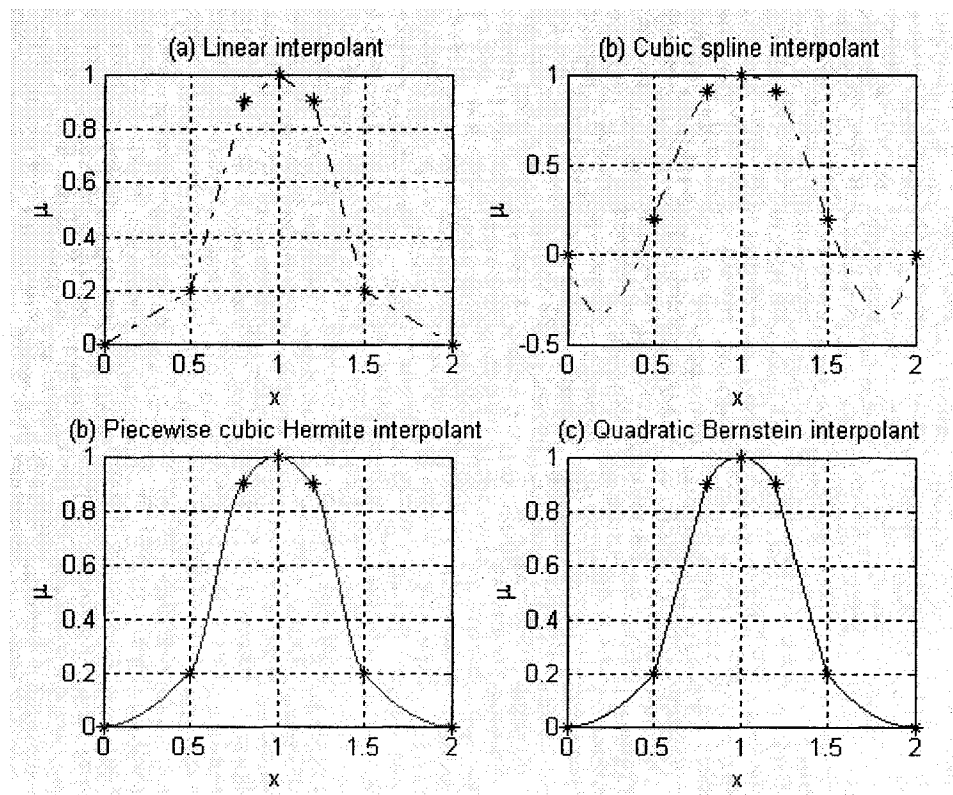 (a) Linear interpolant
1
0.8
0.6
0.4
0.2
0
μ
0 0.5 1 1.5 2
x
(b) Cubic spline interpolant
1
0.5
0
-0.5
μ
0 0.5 1 1.5 2
x
(b) Piecewise cubic Hermite interpolant
1
0.8
0.6
0.4
0.2
0
μ
0 0.5 1 1.5 2
x
(c) Quadratic Bernstein interpolant
1
0.8
0.6
0.4
0.2
0
μ
0 0.5 1 1.5 2
x